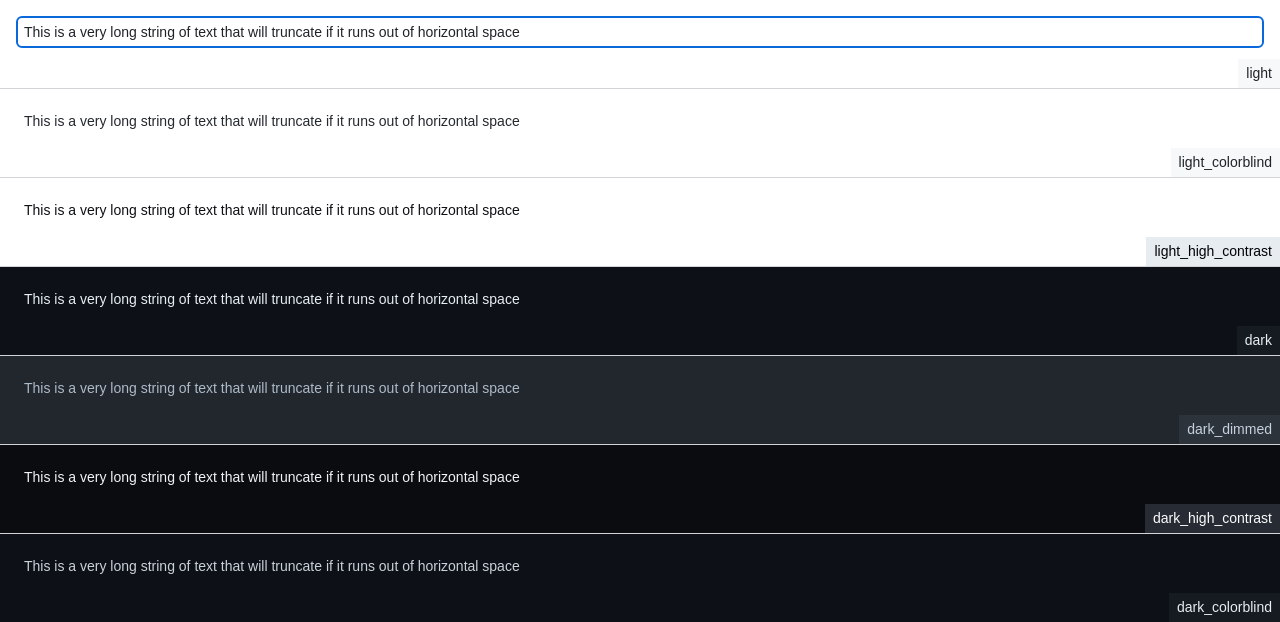 This is a very long string of text that will truncate if it runs out of horizontal space
light
This is a very long string of text that will truncate if it runs out of horizontal space
light_colorblind
This is a very long string of text that will truncate if it runs out of horizontal space
light_high_contrast
This is a very long string of text that will truncate if it runs out of horizontal space
dark
This is a very long string of text that will truncate if it runs out of horizontal space
dark_dimmed
This is a very long string of text that will truncate if it runs out of horizontal space
dark_high_contrast
This is a very long string of text that will truncate if it runs out of horizontal space
dark_colorblind